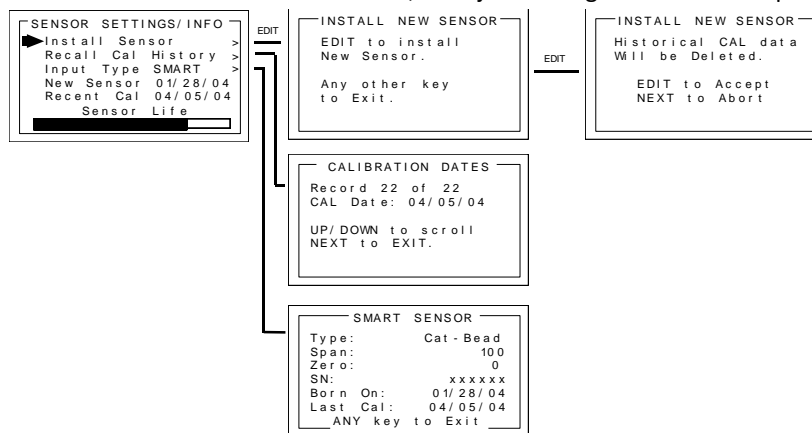 SENSOR SETTINGS/INFO
Install Sensor >
Recall Cal History >
Input Type SMART >
New Sensor 01/28/04
Recent Cal 04/05/04
Sensor Life
EDIT
INSTALL NEW SENSOR
EDIT to install
New Sensor.
Any other key
to Exit.
EDIT
INSTALL NEW SENSOR
Historical CAL data
Will be Deleted.
EDIT to Accept
NEXT to Abort
CALIBRATION DATES
Record 22 of 22
CAL Date: 04/05/04
UP/DOWN to scroll
NEXT to EXIT.
SMART SENSOR
Type: Cat-Bead
Span: 100
Zero: 0
SN: xxxxxx
Born On: 01/28/04
Last Cal: 04/05/04
ANY key to Exit